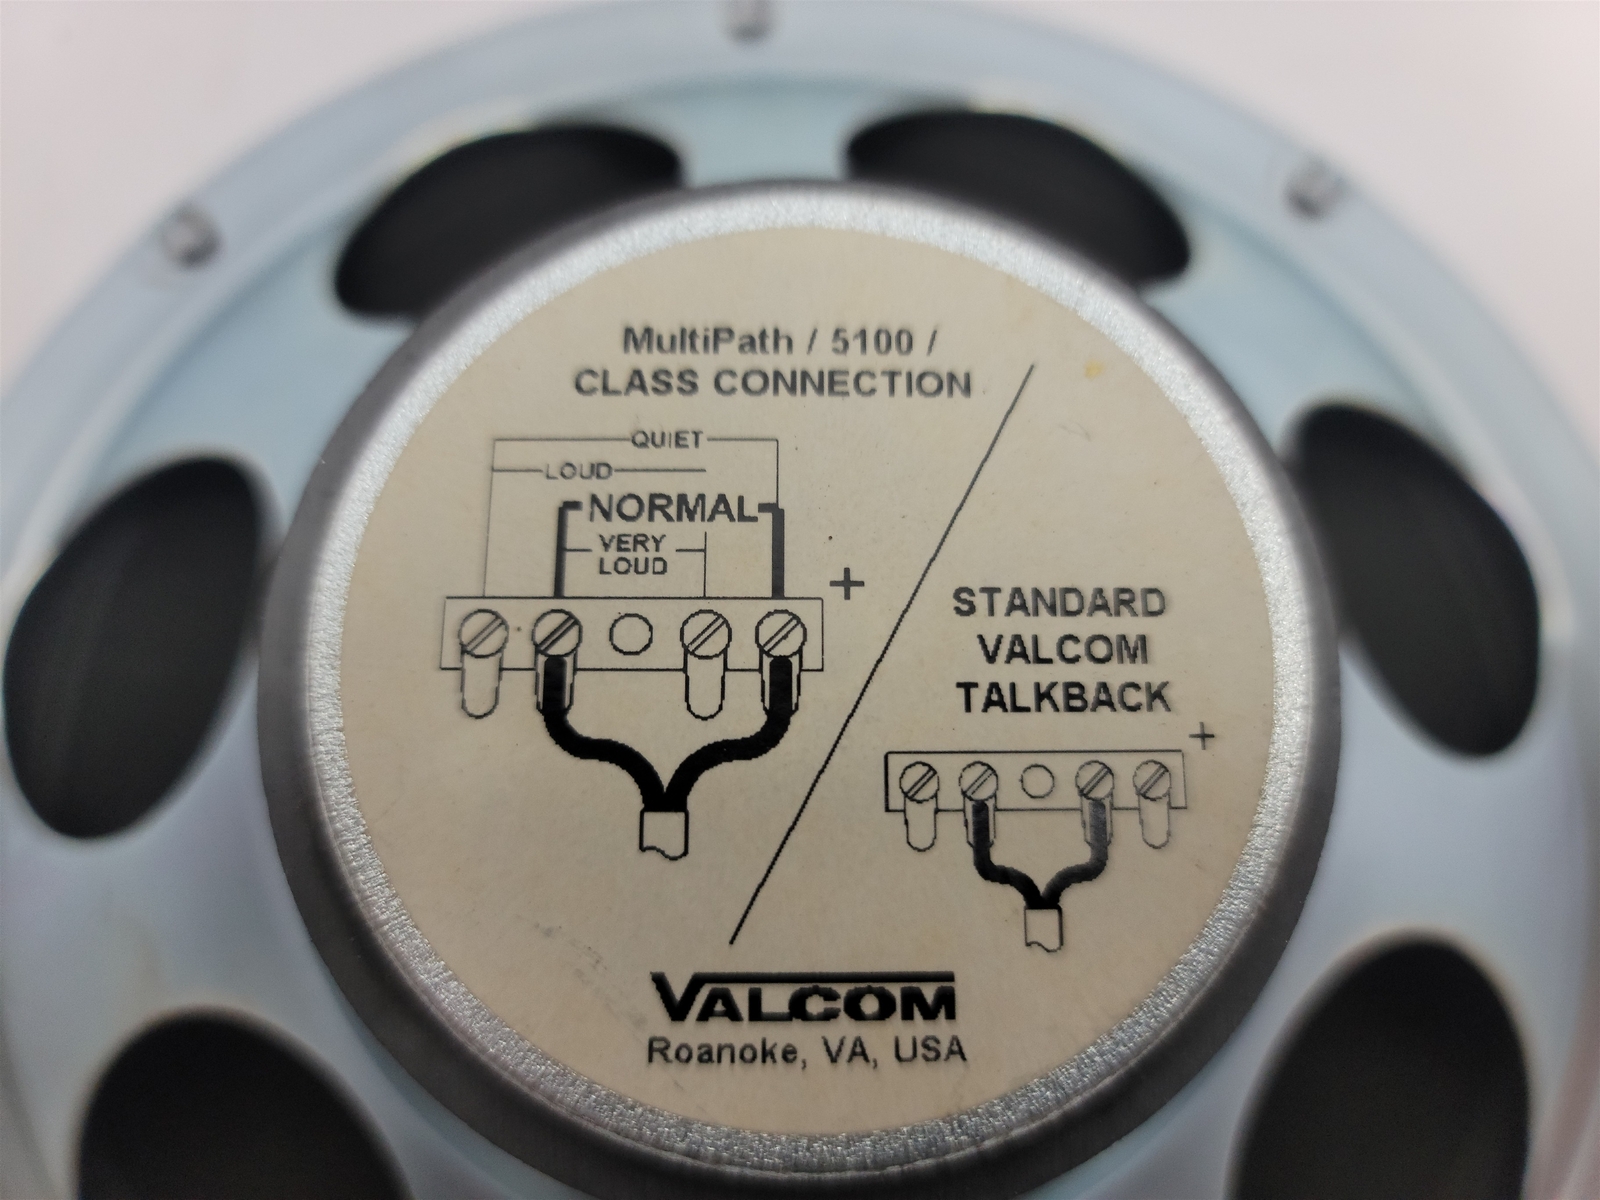 MultiPath / 5100 /
CLASS CONNECTION
QUIET
LOUD
NORMAL
VERY
LOUD
+
STANDARD
VALCOM
TALKBACK
+
VALCOM
Roanoke, VA, USA